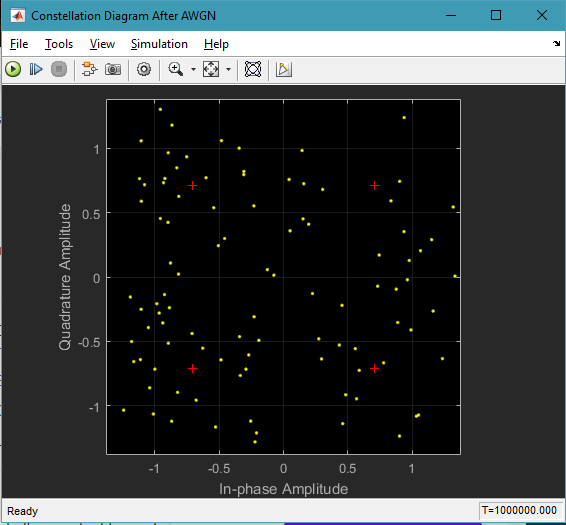 Constellation Diagram After AWGN
File Tools View Simulation Help
1
0.5
0
-0.5
-1
Quadrature Amplitude
-1 -0.5 0 0.5 1
In-phase Amplitude
Ready T=1000000.000